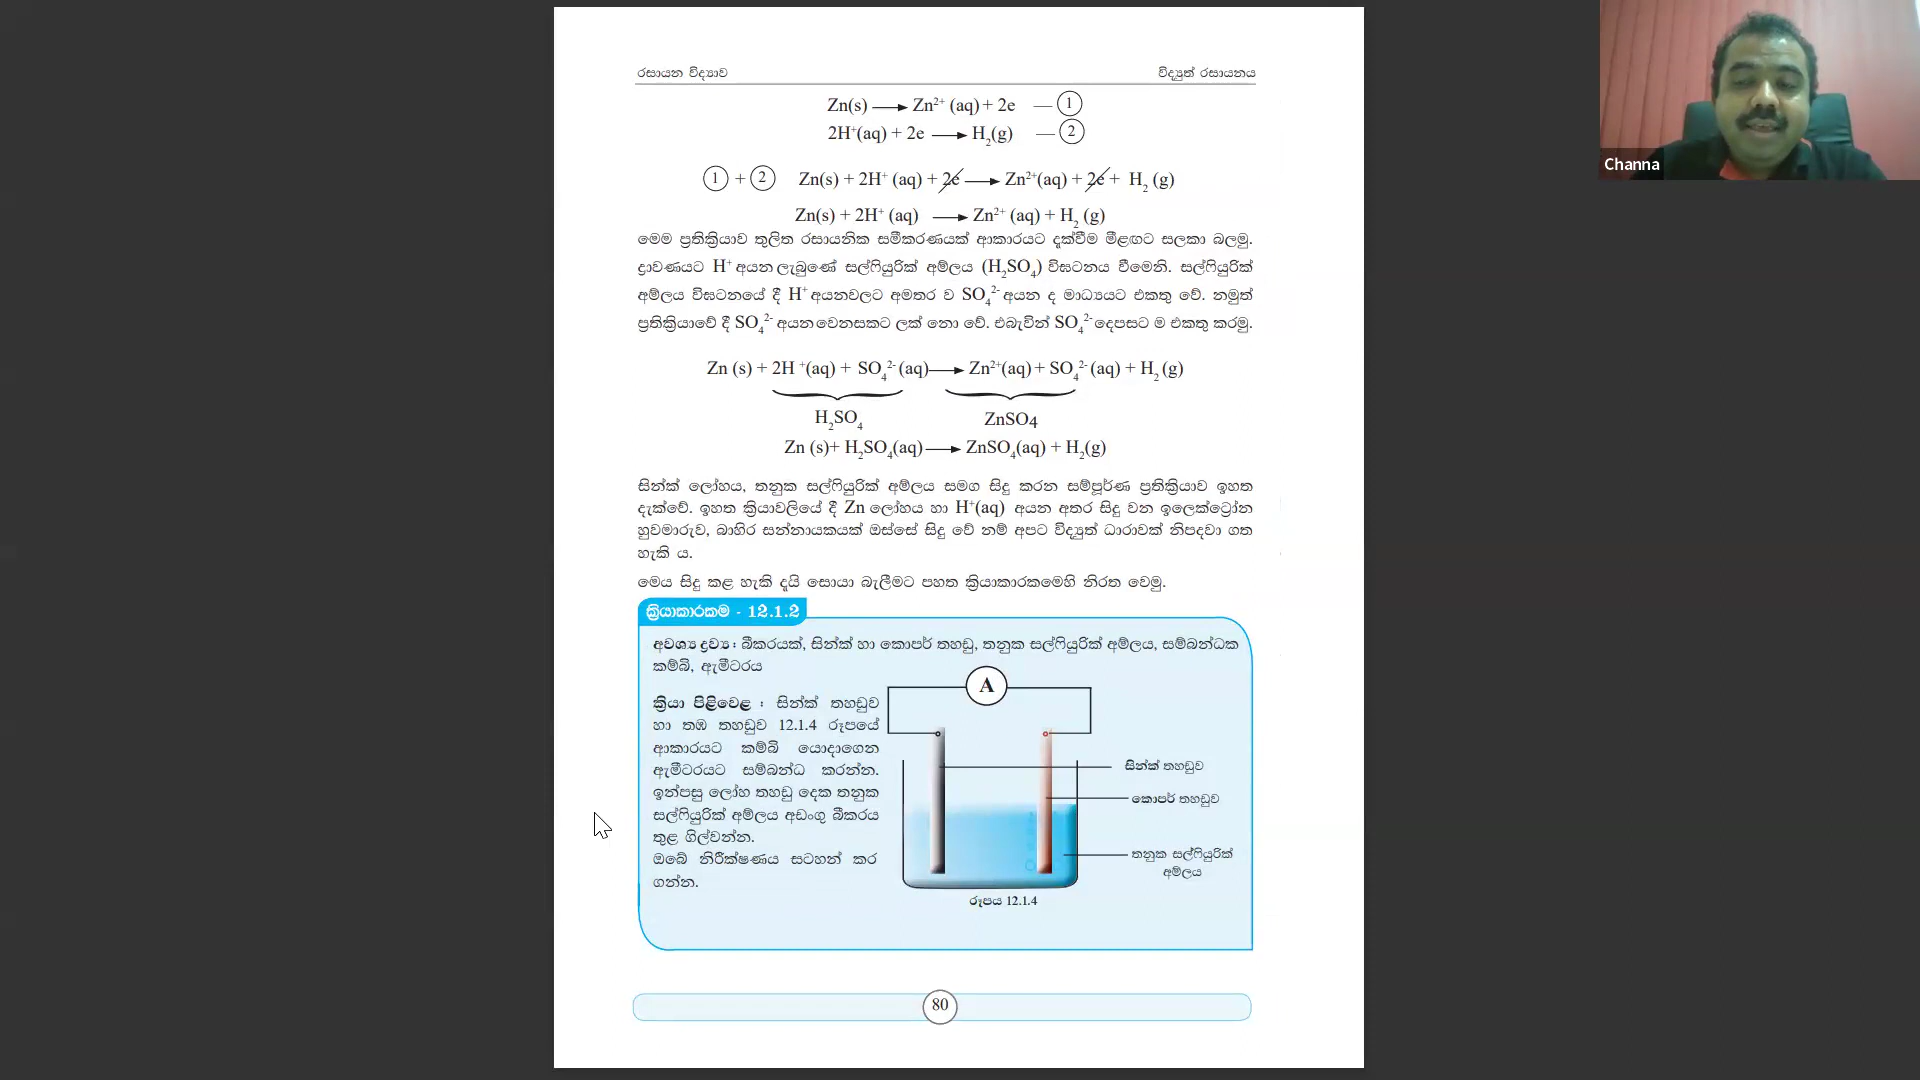 රසායන විද්‍යාව විද්‍යුත් රසායනය
Zn(s) ⟶ Zn²⁺ (aq) + 2e — ①
2H⁺(aq) + 2e ⟶ H₂(g) — ②
① + ② Zn(s) + 2H⁺ (aq) + 2e ⟶ Zn²⁺(aq) + 2e + H₂ (g)
Zn(s) + 2H⁺ (aq) ⟶ Zn²⁺ (aq) + H₂ (g)
මෙම ප්‍රතික්‍රියාව තුලිත රසායනික සමීකරණයක් ආකාරයට දැක්වීම මීළඟට සලකා බලමු.
ද්‍රාවණයට H⁺ අයන ලැබුණේ සල්ෆියුරික් අම්ලය (H₂SO₄) විඝටනය වීමෙනි. සල්ෆියුරික්
අම්ලය විඝටනයේ දී H⁺ අයනවලට අමතර ව SO₄²⁻ අයන ද මාධ්‍යයට එකතු වේ. නමුත්
ප්‍රතික්‍රියාවේ දී SO₄²⁻ අයන වෙනසකට ලක් නො වේ. එබැවින් SO₄²⁻ දෙපසට ම එකතු කරමු.
Zn (s) + 2H ⁺(aq) + SO₄²⁻ (aq) ⟶ Zn²⁺(aq) + SO₄²⁻ (aq) + H₂ (g)
H₂SO₄ ZnSO4
Zn (s)+ H₂SO₄(aq) ⟶ ZnSO₄(aq) + H₂(g)
සින්ක් ලෝහය, තනුක සල්ෆියුරික් අම්ලය සමග සිදු කරන සම්පූර්ණ ප්‍රතික්‍රියාව ඉහත
දැක්වේ. ඉහත ක්‍රියාවලියේ දී Zn ලෝහය හා H⁺(aq) අයන අතර සිදු වන ඉලෙක්ට්‍රෝන
හුවමාරුව, බාහිර සන්නායකයක් ඔස්සේ සිදු වේ නම් අපට විද්‍යුත් ධාරාවක් නිපදවා ගත
හැකි ය.
මෙය සිදු කළ හැකි දැයි සොයා බැලීමට පහත ක්‍රියාකාරකමෙහි නිරත වෙමු.
ක්‍රියාකාරකම - 12.1.2
අවශ්‍ය ද්‍රව්‍ය : බීකරයක්, සින්ක් හා කොපර් තහඩු, තනුක සල්ෆියුරික් අම්ලය, සම්බන්ධක
කම්බි, ඇමීටරය
ක්‍රියා පිළිවෙළ : සින්ක් තහඩුව
හා තඹ තහඩුව 12.1.4 රූපයේ
ආකාරයට කම්බි යොදාගෙන
ඇමීටරයට සම්බන්ධ කරන්න.
ඉන්පසු ලෝහ තහඩු දෙක තනුක
සල්ෆියුරික් අම්ලය අඩංගු බීකරය
තුළ ගිල්වන්න.
ඔබේ නිරීක්ෂණය සටහන් කර
ගන්න.
A
සින්ක් තහඩුව
කොපර් තහඩුව
තනුක සල්ෆියුරික්
අම්ලය
රූපය 12.1.4
80
Channa